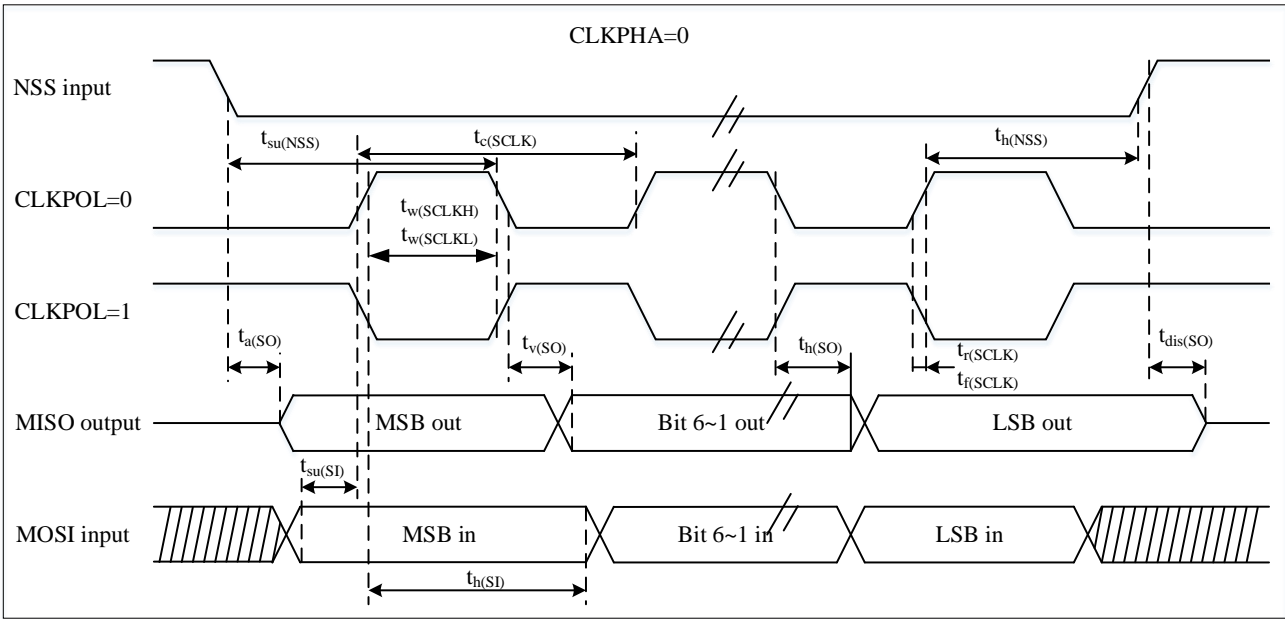 CLKPHA=0
NSS input
tsu(NSS)
tc(SCLK)
th(NSS)
CLKPOL=0
tw(SCLKH)
tw(SCLKL)
CLKPOL=1
ta(SO)
tv(SO)
th(SO)
tr(SCLK)
tf(SCLK)
tdis(SO)
MISO output
MSB out
Bit 6~1 out
LSB out
tsu(SI)
MOSI input
MSB in
Bit 6~1 in
LSB in
th(SI)